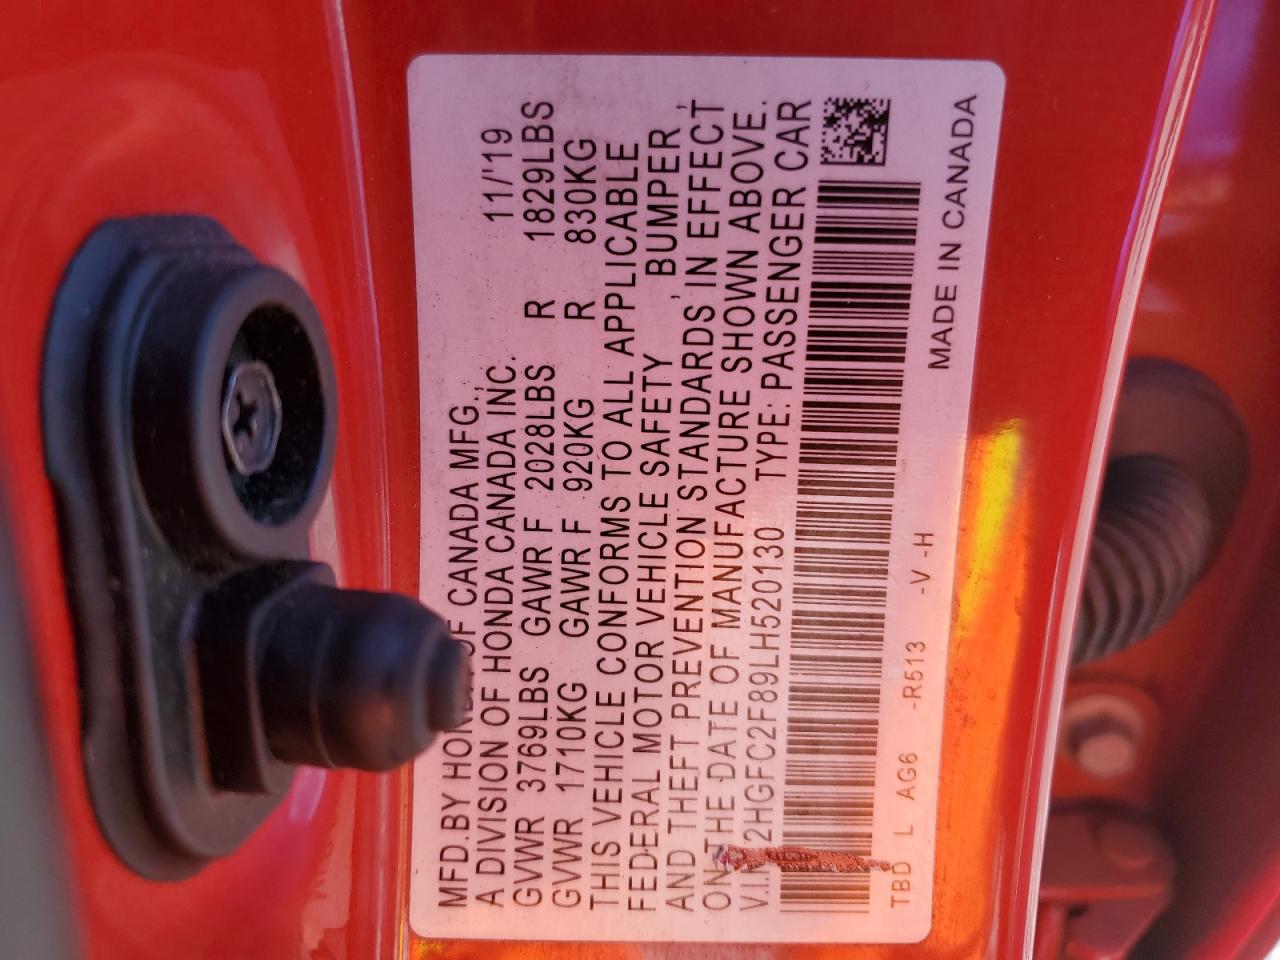 MFD.BY HONDA OF CANADA MFG.,
A DIVISION OF HONDA CANADA INC. 11/'19
GVWR 3769LBS GAWR F 2028LBS R 1829LBS
GVWR 1710KG GAWR F 920KG R 830KG
THIS VEHICLE CONFORMS TO ALL APPLICABLE
FEDERAL MOTOR VEHICLE SAFETY, BUMPER,
AND THEFT PREVENTION STANDARDS IN EFFECT
ON THE DATE OF MANUFACTURE SHOWN ABOVE.
V.I.N. 2HGFC2F89LH520130 TYPE: PASSENGER CAR
TBD L AG6 -R513 -V -H
MADE IN CANADA